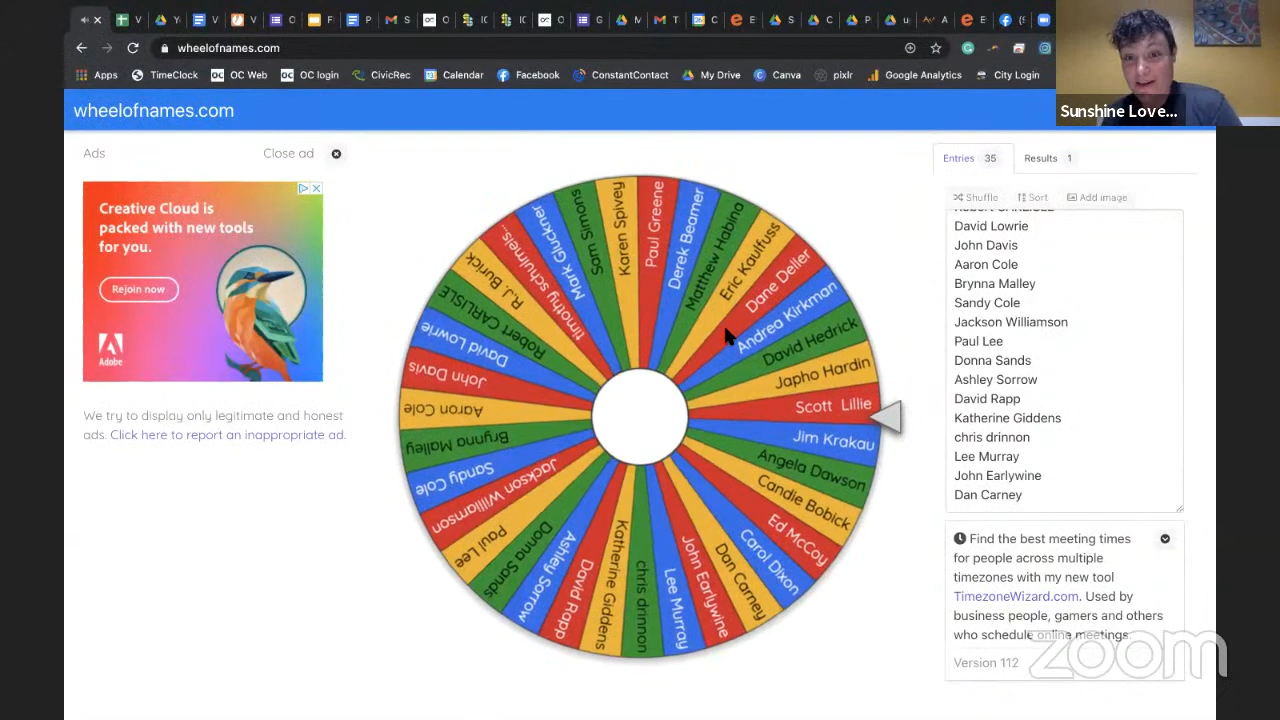 wheelofnames.com
Apps
TimeClock
OC Web
OC login
CivicRec
Calendar
Facebook
ConstantContact
My Drive
Canva
pixlr
Google Analytics
City Login
Sunshine Love...
wheelofnames.com
Ads
Close ad
Creative Cloud is
packed with new tools
for you.
Rejoin now
Adobe
We try to display only legitimate and honest
ads. Click here to report an inappropriate ad.
Paul Greene
Derek Beamer
Matthew Habina
Eric Kaulfuss
Dane Deller
Andrea Kirkman
David Hedrick
Japho Hardin
Scott Lillie
Jim Krakau
Angela Dawson
Candie Bobick
Ed McCoy
Carol Dixon
Dan Carney
John Earlywine
Lee Murray
chris drinnon
Katherine Giddens
David Rapp
Ashley Sorrow
Donna Sands
Paul Lee
Jackson Williamson
Sandy Cole
Brynna Malley
Aaron Cole
John Davis
David Lowrie
Robert CARLISLE
R.J. Burick
timothy schulmeis...
Mark Gluckner
Sam Simons
Karen Spivey
Entries 35
Results 1
Shuffle
Sort
Add image
Robert CARLISLE
David Lowrie
John Davis
Aaron Cole
Brynna Malley
Sandy Cole
Jackson Williamson
Paul Lee
Donna Sands
Ashley Sorrow
David Rapp
Katherine Giddens
chris drinnon
Lee Murray
John Earlywine
Dan Carney
Find the best meeting times
for people across multiple
timezones with my new tool
TimezoneWizard.com. Used by
business people, gamers and others
who schedule online meetings.
Version 112
zoom